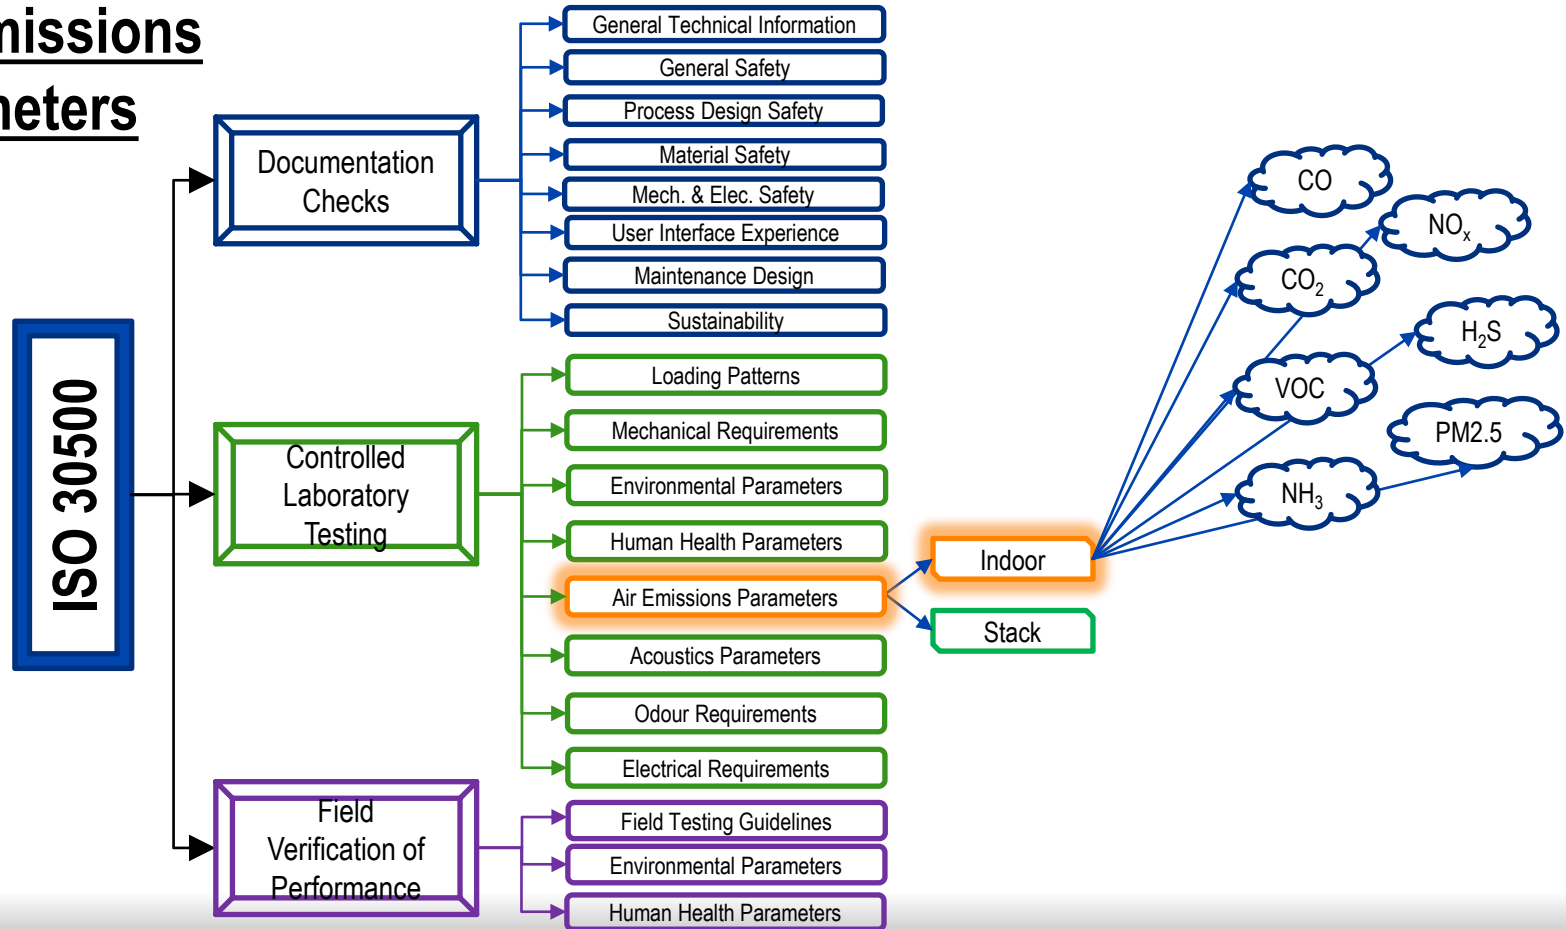 missions
meters
ISO 30500
Documentation
Checks
General Technical Information
General Safety
Process Design Safety
Material Safety
Mech. & Elec. Safety
User Interface Experience
Maintenance Design
Sustainability
Controlled
Laboratory
Testing
Loading Patterns
Mechanical Requirements
Environmental Parameters
Human Health Parameters
Air Emissions Parameters
Acoustics Parameters
Odour Requirements
Electrical Requirements
Indoor
Stack
CO
NOₓ
CO₂
H₂S
VOC
PM2.5
NH₃
Field
Verification of
Performance
Field Testing Guidelines
Environmental Parameters
Human Health Parameters